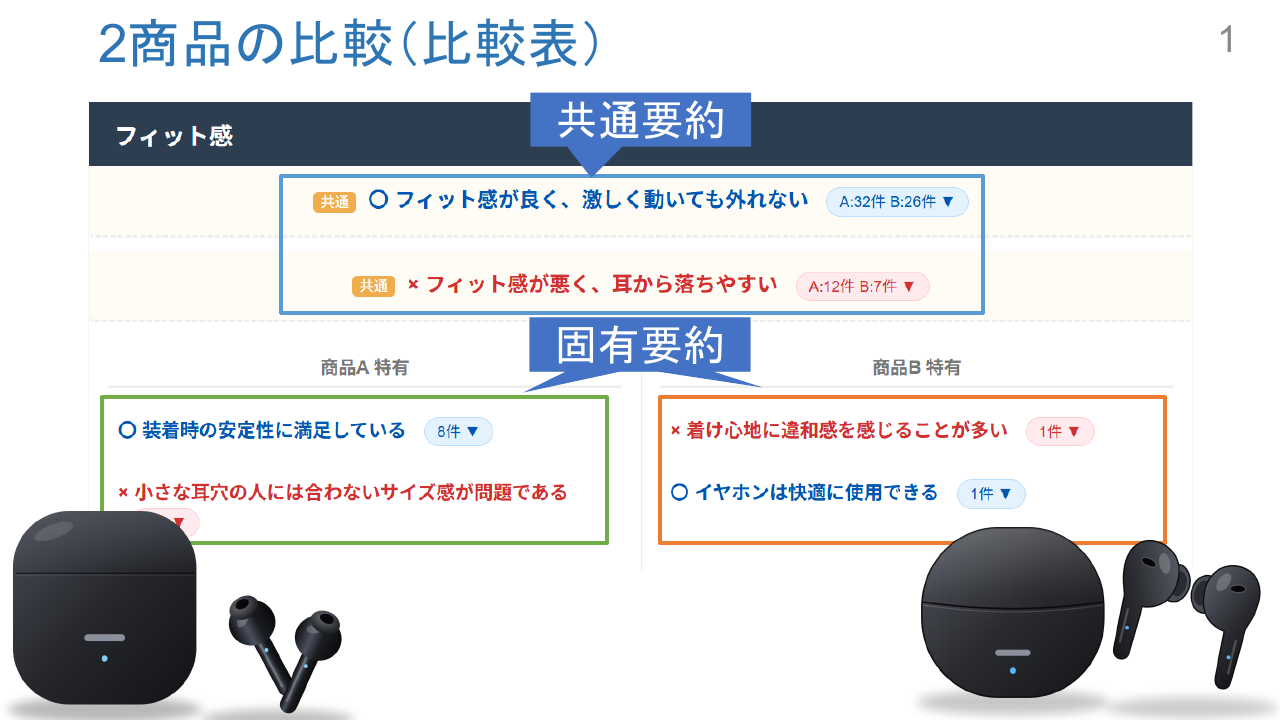 2商品の比較（比較表）
1
共通要約
フィット感
共通 〇 フィット感が良く、激しく動いても外れない A:32件 B:26件 ▼
共通 × フィット感が悪く、耳から落ちやすい A:12件 B:7件 ▼
固有要約
商品A 特有
〇 装着時の安定性に満足している 8件 ▼
× 小さな耳穴の人には合わないサイズ感が問題である
▼
商品B 特有
× 着け心地に違和感を感じることが多い 1件 ▼
〇 イヤホンは快適に使用できる 1件 ▼